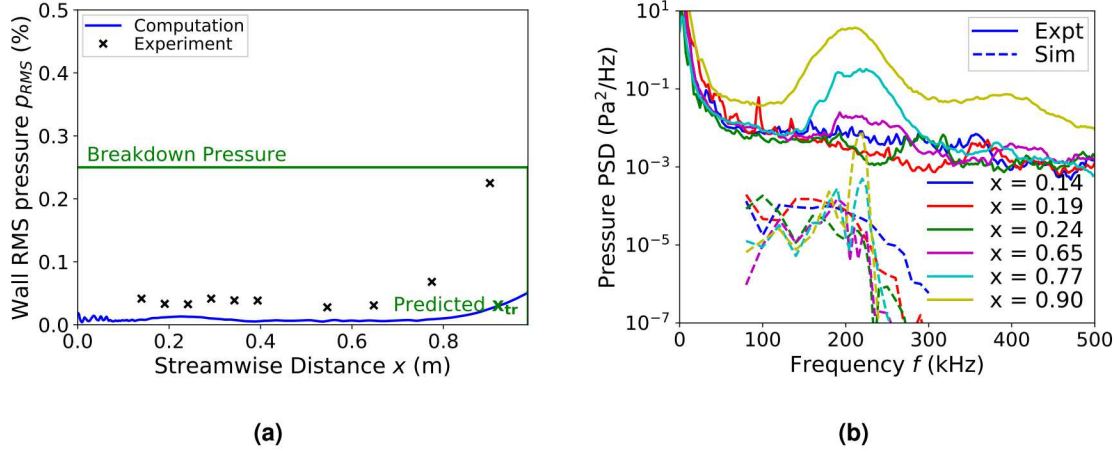 Wall RMS pressure p_RMS (%)
0.5
0.4
0.3
0.2
0.1
0.0
Computation
Experiment
Breakdown Pressure
Predicted x_tr
0.0 0.2 0.4 0.6 0.8
Streamwise Distance x (m)
(a)
Pressure PSD (Pa²/Hz)
10¹
10⁻¹
10⁻³
10⁻⁵
10⁻⁷
Expt
Sim
x = 0.14
x = 0.19
x = 0.24
x = 0.65
x = 0.77
x = 0.90
0 100 200 300 400 500
Frequency f (kHz)
(b)